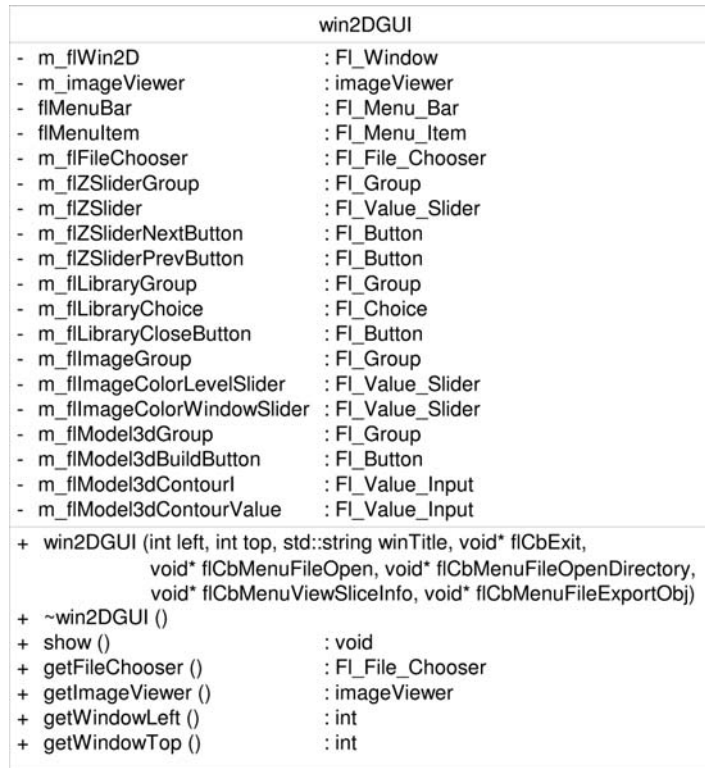 win2DGUI
- m_flWin2D : Fl_Window
- m_imageViewer : imageViewer
- flMenuBar : Fl_Menu_Bar
- flMenuItem : Fl_Menu_Item
- m_flFileChooser : Fl_File_Chooser
- m_flZSliderGroup : Fl_Group
- m_flZSlider : Fl_Value_Slider
- m_flZSliderNextButton : Fl_Button
- m_flZSliderPrevButton : Fl_Button
- m_flLibraryGroup : Fl_Group
- m_flLibraryChoice : Fl_Choice
- m_flLibraryCloseButton : Fl_Button
- m_flImageGroup : Fl_Group
- m_flImageColorLevelSlider : Fl_Value_Slider
- m_flImageColorWindowSlider : Fl_Value_Slider
- m_flModel3dGroup : Fl_Group
- m_flModel3dBuildButton : Fl_Button
- m_flModel3dContourI : Fl_Value_Input
- m_flModel3dContourValue : Fl_Value_Input
+ win2DGUI (int left, int top, std::string winTitle, void* flCbExit,
void* flCbMenuFileOpen, void* flCbMenuFileOpenDirectory,
void* flCbMenuViewSliceInfo, void* flCbMenuFileExportObj)
+ ~win2DGUI ()
+ show () : void
+ getFileChooser () : Fl_File_Chooser
+ getImageViewer () : imageViewer
+ getWindowLeft () : int
+ getWindowTop () : int